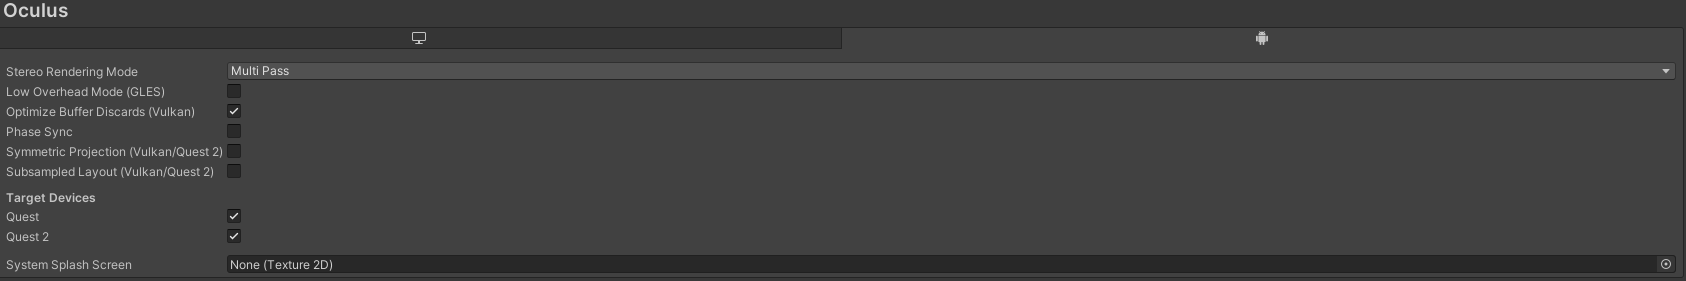 Oculus
Stereo Rendering Mode Multi Pass
Low Overhead Mode (GLES)
Optimize Buffer Discards (Vulkan)
Phase Sync
Symmetric Projection (Vulkan/Quest 2)
Subsampled Layout (Vulkan/Quest 2)
Target Devices
Quest
Quest 2
System Splash Screen None (Texture 2D)